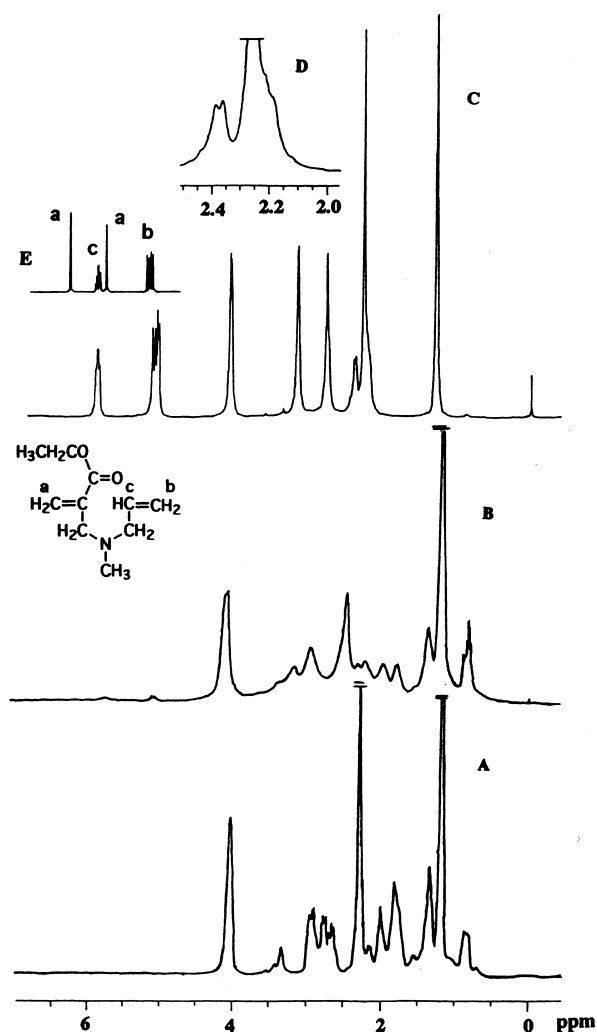 D
C
2.4 2.2 2.0
a a
c b
E
H₃CH₂CO
C=O
a c b
H₂C=C HC=CH₂
H₂C CH₂
N
CH₃
B
A
6 4 2 0 ppm